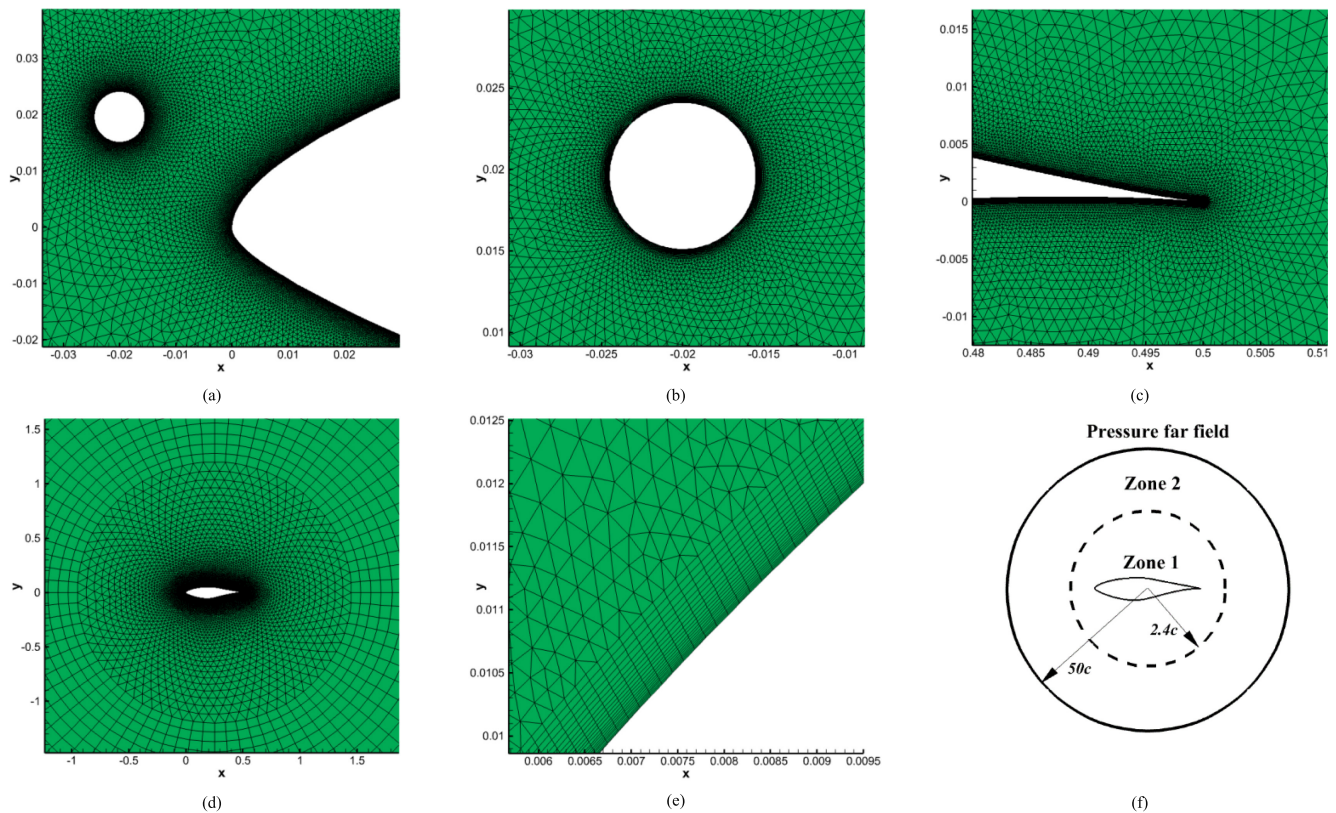 0.03
0.02
0.01
y
0
-0.01
-0.02
-0.03
-0.02
-0.01
0
0.01
0.02
x
(a)
0.025
y
0.02
0.015
0.01
-0.03
-0.025
-0.02
-0.015
-0.01
x
(b)
0.015
0.01
0.005
y
0
-0.005
-0.01
0.48
0.485
0.49
0.495
0.5
0.505
0.51
x
(c)
1.5
1
0.5
y
0
-0.5
-1
-1
-0.5
0
0.5
1
1.5
x
(d)
0.0125
0.012
0.0115
y
0.011
0.0105
0.01
0.006
0.0065
0.007
0.0075
0.008
0.0085
0.009
0.0095
x
(e)
Pressure far field
Zone 2
Zone 1
2.4c
50c
(f)